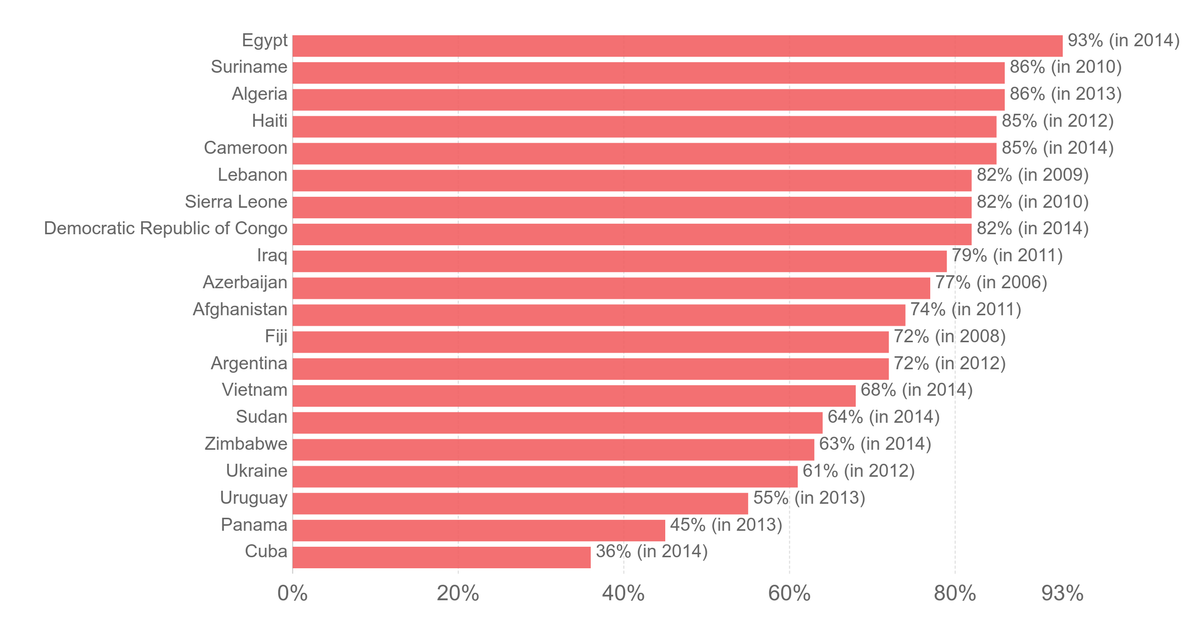 Egypt 93% (in 2014)
Suriname 86% (in 2010)
Algeria 86% (in 2013)
Haiti 85% (in 2012)
Cameroon 85% (in 2014)
Lebanon 82% (in 2009)
Sierra Leone 82% (in 2010)
Democratic Republic of Congo 82% (in 2014)
Iraq 79% (in 2011)
Azerbaijan 77% (in 2006)
Afghanistan 74% (in 2011)
Fiji 72% (in 2008)
Argentina 72% (in 2012)
Vietnam 68% (in 2014)
Sudan 64% (in 2014)
Zimbabwe 63% (in 2014)
Ukraine 61% (in 2012)
Uruguay 55% (in 2013)
Panama 45% (in 2013)
Cuba 36% (in 2014)
0% 20% 40% 60% 80% 93%